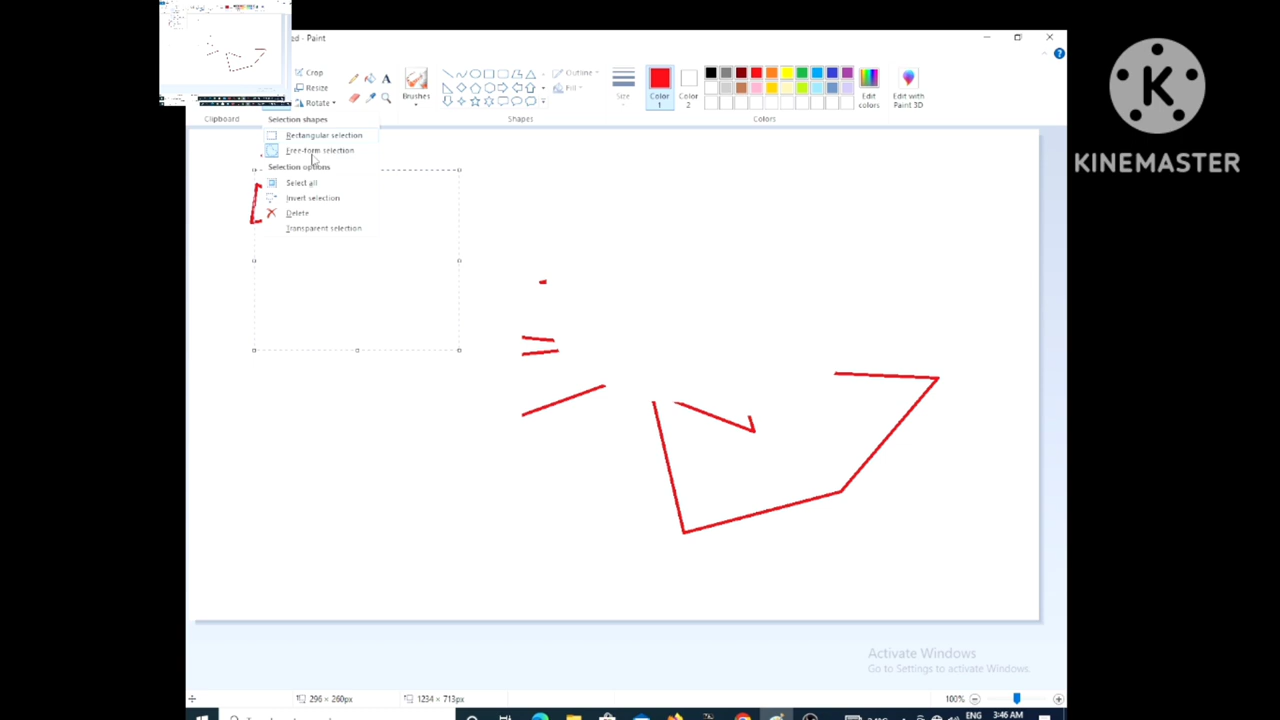 d - Paint
Crop
Resize
Rotate
Brushes
Outline
Fill
Size
Color 1
Color 2
Edit colors
Edit with Paint 3D
Clipboard
Shapes
Colors
Selection shapes
Rectangular selection
Free-form selection
Selection options
Select all
Invert selection
Delete
Transparent selection
K
KINEMASTER
Activate Windows
Go to Settings to activate Windows.
296 × 260px
1234 × 713px
100%
ENG
3:46 AM